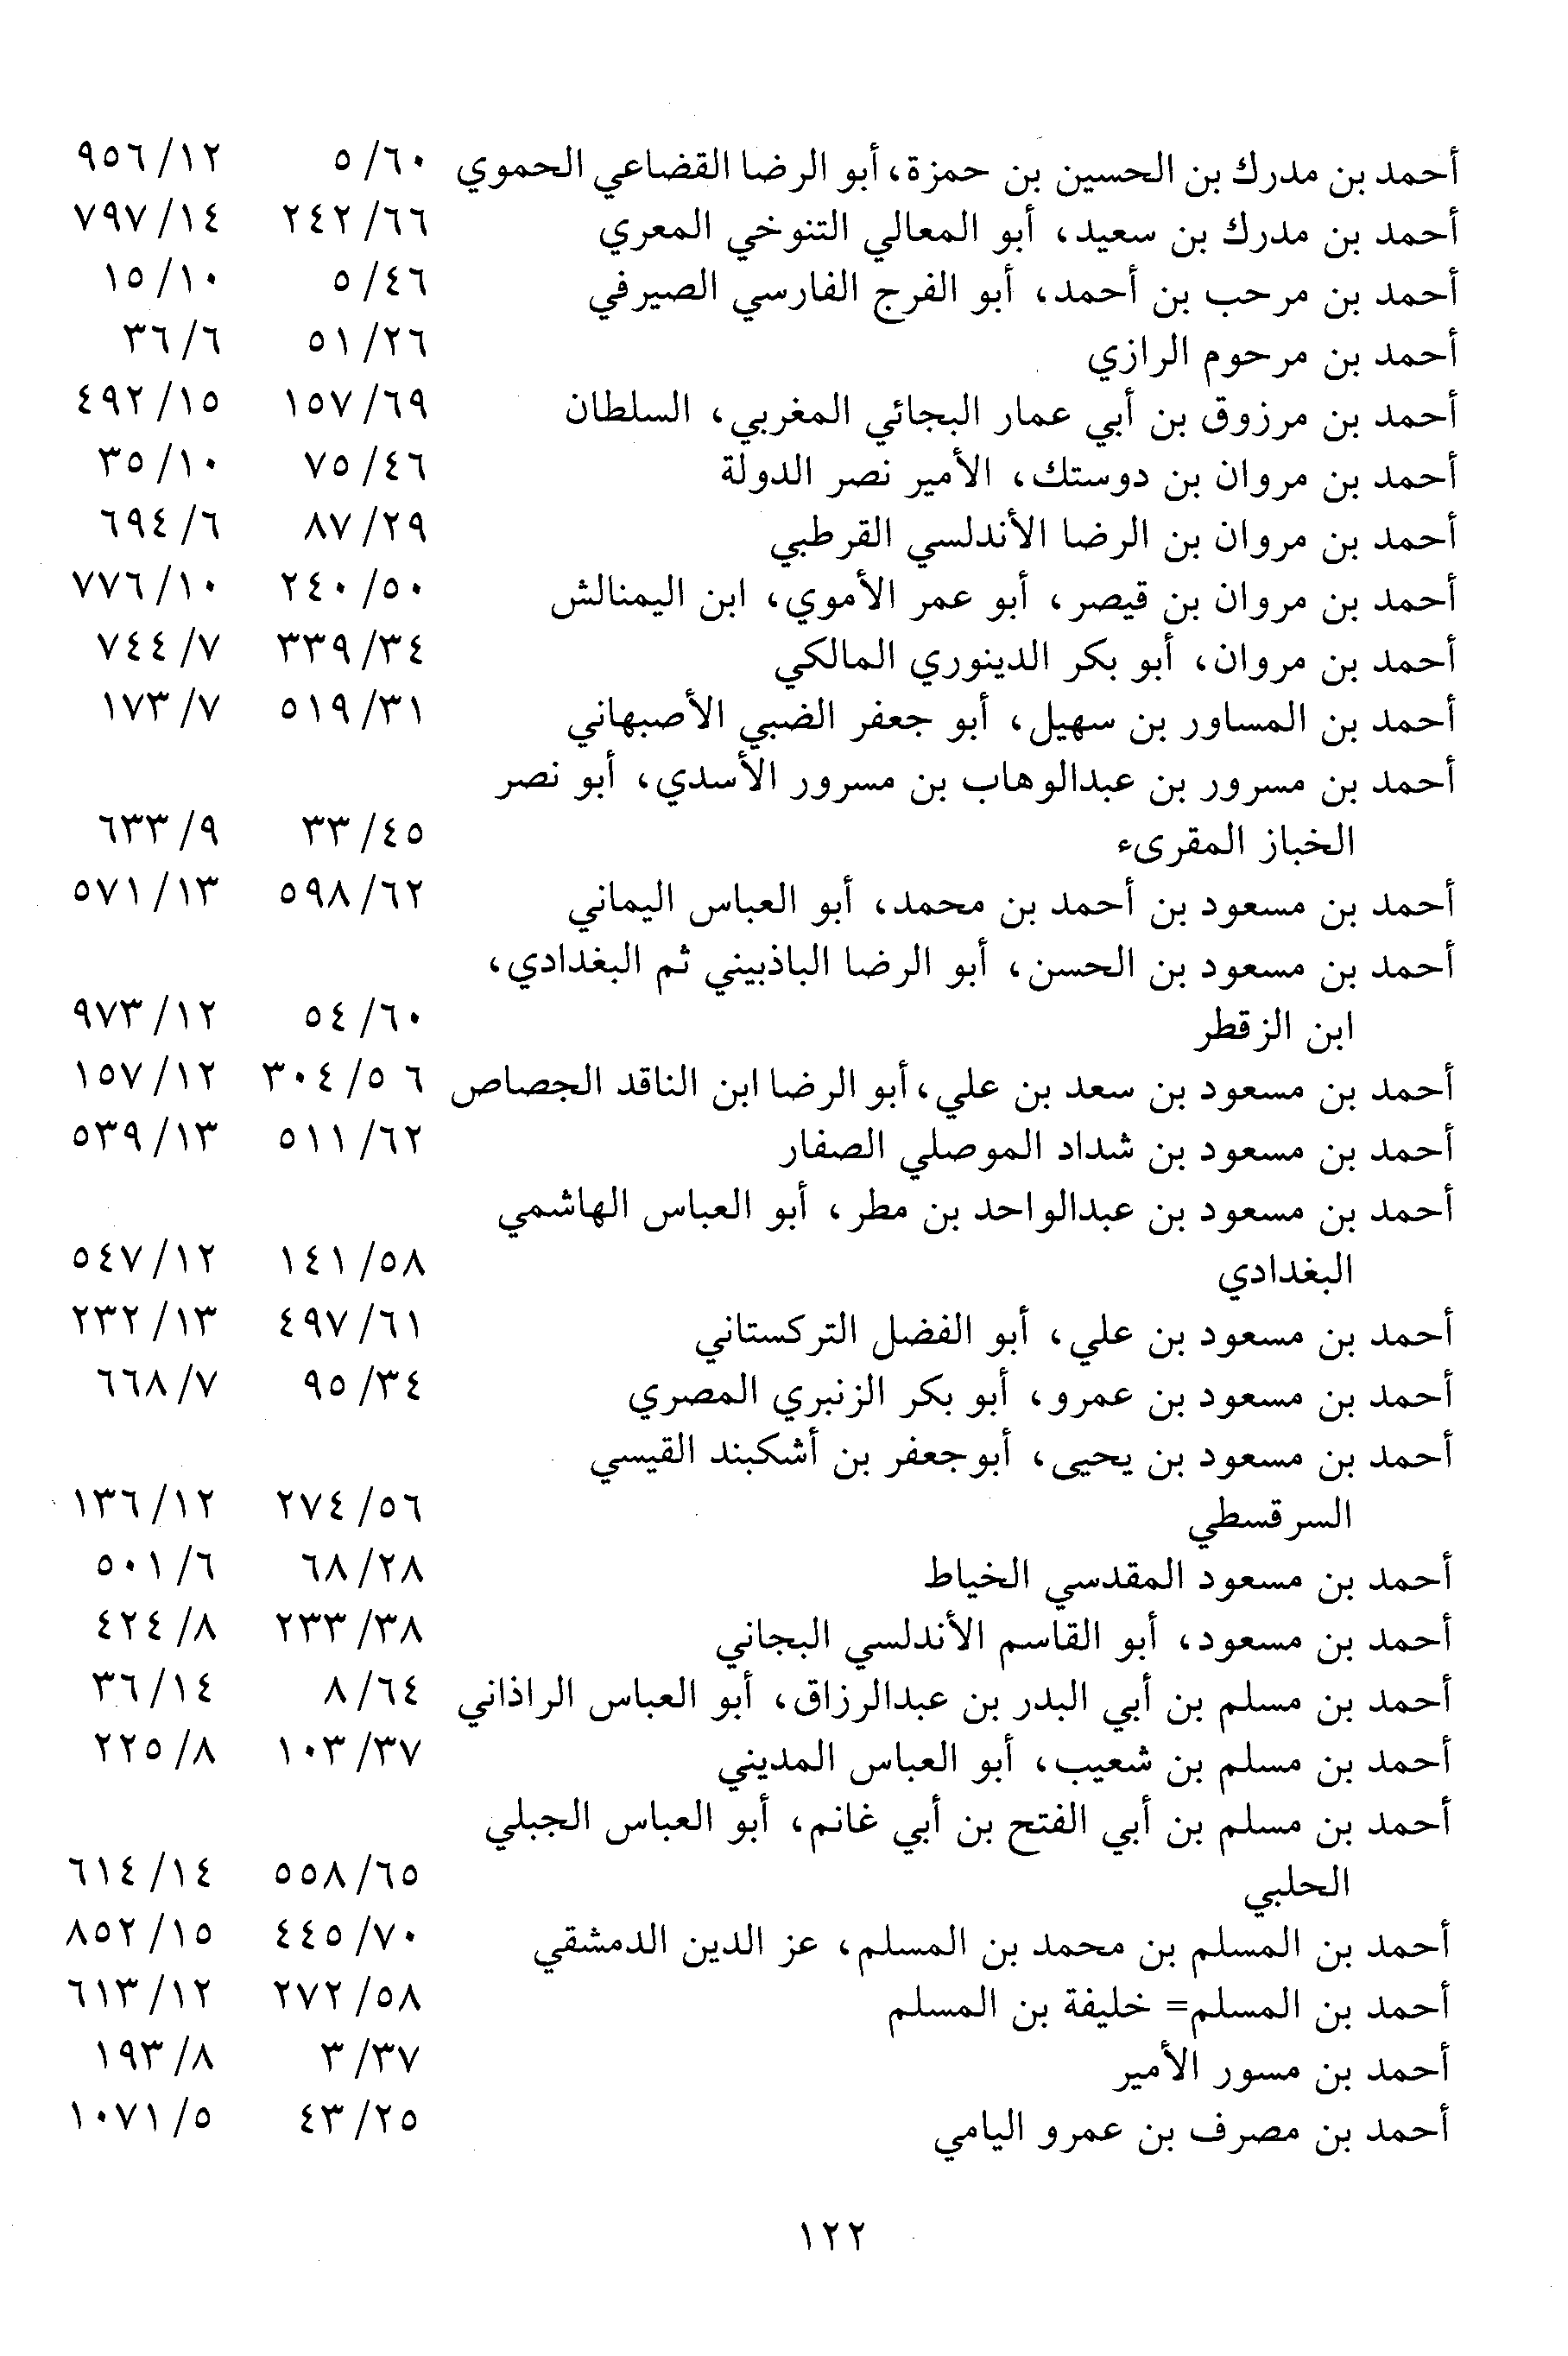 أحمد بن مدرك بن الحسين بن حمزة، أبو الرضا القضاعي الحموي ٦٠/ ٥ ١٢/ ٩٥٦
أحمد بن مدرك بن سعيد، أبو المعالي التنوخي المعري ٦٦/ ٢٤٢ ١٤/ ٧٩٧
أحمد بن مرحب بن أحمد، أبو الفرج الفارسي الصيرفي ٤٦/ ٥ ١٠/ ١٥
أحمد بن مرحوم الرازي ٢٦/ ٥١ ٦/ ٣٦
أحمد بن مرزوق بن أبي عمار البجائي المغربي، السلطان ٦٩/ ١٥٧ ١٥/ ٤٩٢
أحمد بن مروان بن دوستك، الأمير نصر الدولة ٤٦/ ٧٥ ١٠/ ٣٥
أحمد بن مروان بن الرضا الأندلسي القرطبي ٢٩/ ٨٧ ٦/ ٦٩٤
أحمد بن مروان بن قيصر، أبو عمر الأموي، ابن اليمنالش ٥٠/ ٢٤٠ ١٠/ ٧٧٦
أحمد بن مروان، أبو بكر الدينوري المالكي ٣٤/ ٣٣٩ ٧/ ٧٤٤
أحمد بن المساور بن سهيل، أبو جعفر الضبي الأصبهاني ٣١/ ٥١٩ ٧/ ١٧٣
أحمد بن مسرور بن عبدالوهاب بن مسرور الأسدي، أبو نصر
الخباز المقرىء ٤٥/ ٣٣ ٩/ ٦٣٣
أحمد بن مسعود بن أحمد بن محمد، أبو العباس اليماني ٦٢/ ٥٩٨ ١٣/ ٥٧١
أحمد بن مسعود بن الحسن، أبو الرضا الباذبيني ثم البغدادي،
ابن الزقطر ٦٠/ ٥٤ ١٢/ ٩٧٣
أحمد بن مسعود بن سعد بن علي، أبو الرضا ابن الناقد الجصاص ٥٦/ ٣٠٤ ١٢/ ١٥٧
أحمد بن مسعود بن شداد الموصلي الصفار ٦٢/ ٥١١ ١٣/ ٥٣٩
أحمد بن مسعود بن عبدالواحد بن مطر، أبو العباس الهاشمي
البغدادي ٥٨/ ١٤١ ١٢/ ٥٤٧
أحمد بن مسعود بن علي، أبو الفضل التركستاني ٦١/ ٤٩٧ ١٣/ ٢٣٢
أحمد بن مسعود بن عمرو، أبو بكر الزنبري المصري ٣٤/ ٩٥ ٧/ ٦٦٨
أحمد بن مسعود بن يحيى، أبوجعفر بن أشكبند القيسي
السرقسطي ٥٦/ ٢٧٤ ١٢/ ١٣٦
أحمد بن مسعود المقدسي الخياط ٢٨/ ٦٨ ٦/ ٥٠١
أحمد بن مسعود، أبو القاسم الأندلسي البجاني ٣٨/ ٢٣٣ ٨/ ٤٢٤
أحمد بن مسلم بن أبي البدر بن عبدالرزاق، أبو العباس الراذاني ٦٤/ ٨ ١٤/ ٣٦
أحمد بن مسلم بن شعيب، أبو العباس المديني ٣٧/ ١٠٣ ٨/ ٢٢٥
أحمد بن مسلم بن أبي الفتح بن أبي غانم، أبو العباس الجبلي
الحلبي ٦٥/ ٥٥٨ ١٤/ ٦١٤
أحمد بن المسلم بن محمد بن المسلم، عز الدين الدمشقي ٧٠/ ٤٤٥ ١٥/ ٨٥٢
أحمد بن المسلم= خليفة بن المسلم ٥٨/ ٢٧٢ ١٢/ ٦١٣
أحمد بن مسور الأمير ٣٧/ ٣ ٨/ ١٩٣
أحمد بن مصرف بن عمرو اليامي ٢٥/ ٤٣ ٥/ ١٠٧١
١٢٢